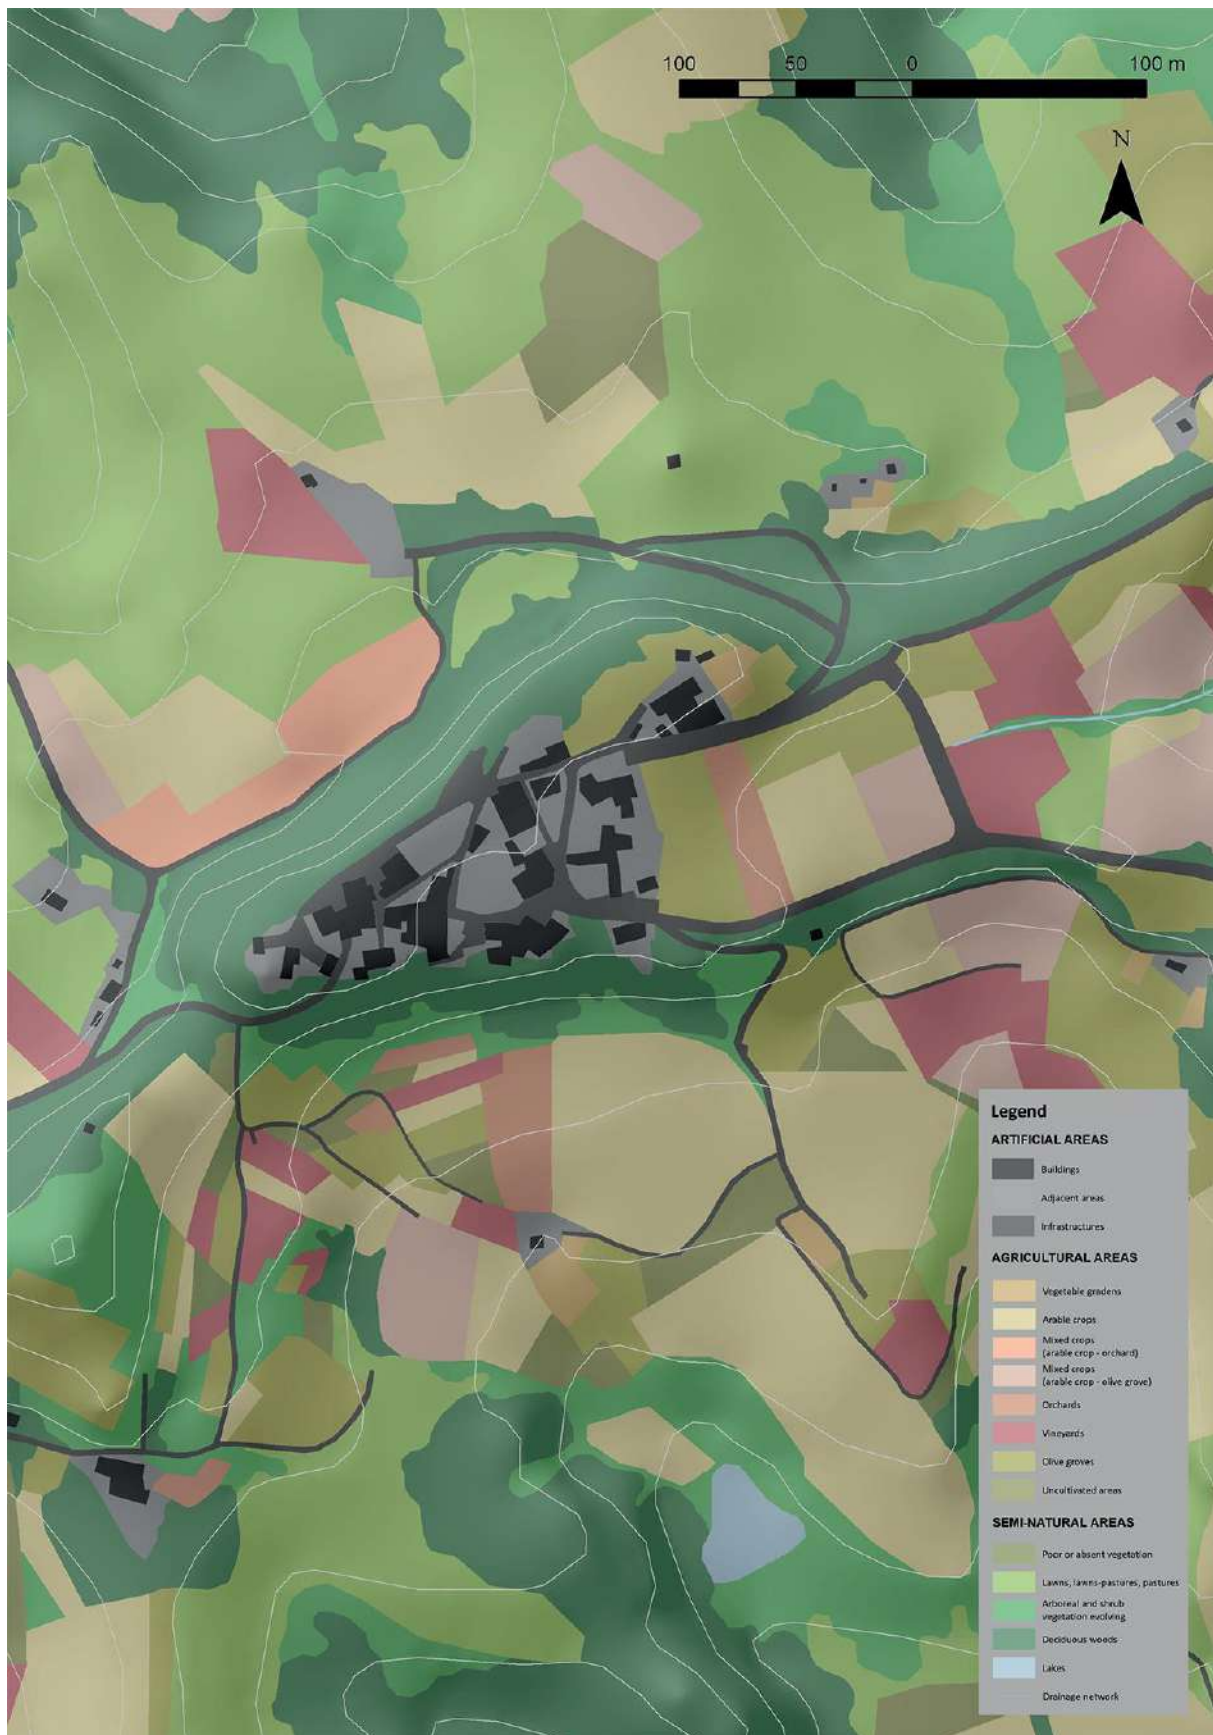 100 50 0 100 m
N
Legend
ARTIFICIAL AREAS
Buildings
Adjacent areas
Infrastructures
AGRICULTURAL AREAS
Vegetable gradens
Arable crops
Mixed crops
(arable crop - orchard)
Mixed crops
(arable crop - olive grove)
Orchards
Vineyards
Olive groves
Uncultivated areas
SEMI-NATURAL AREAS
Poor or absent vegetation
Lawns, lawns-pastures, pastures
Arboreal and shrub
vegetation evolving
Deciduous woods
Lakes
Drainage network